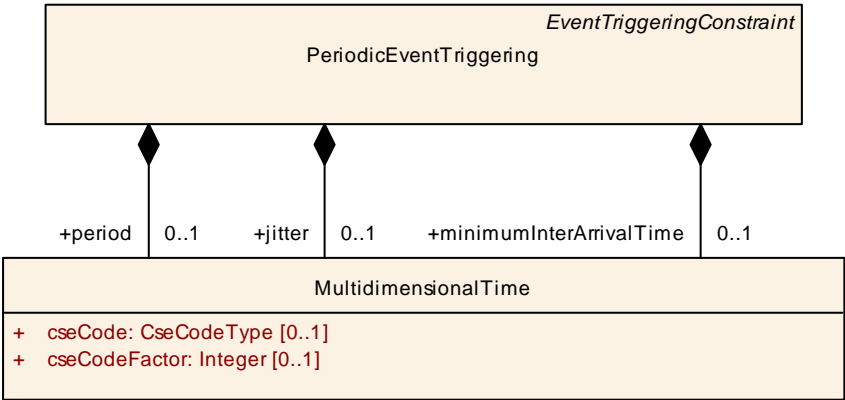 EventTriggeringConstraint
PeriodicEventTriggering
+period 0..1 +jitter 0..1 +minimumInterArrivalTime 0..1
MultidimensionalTime
+ cseCode: CseCodeType [0..1]
+ cseCodeFactor: Integer [0..1]